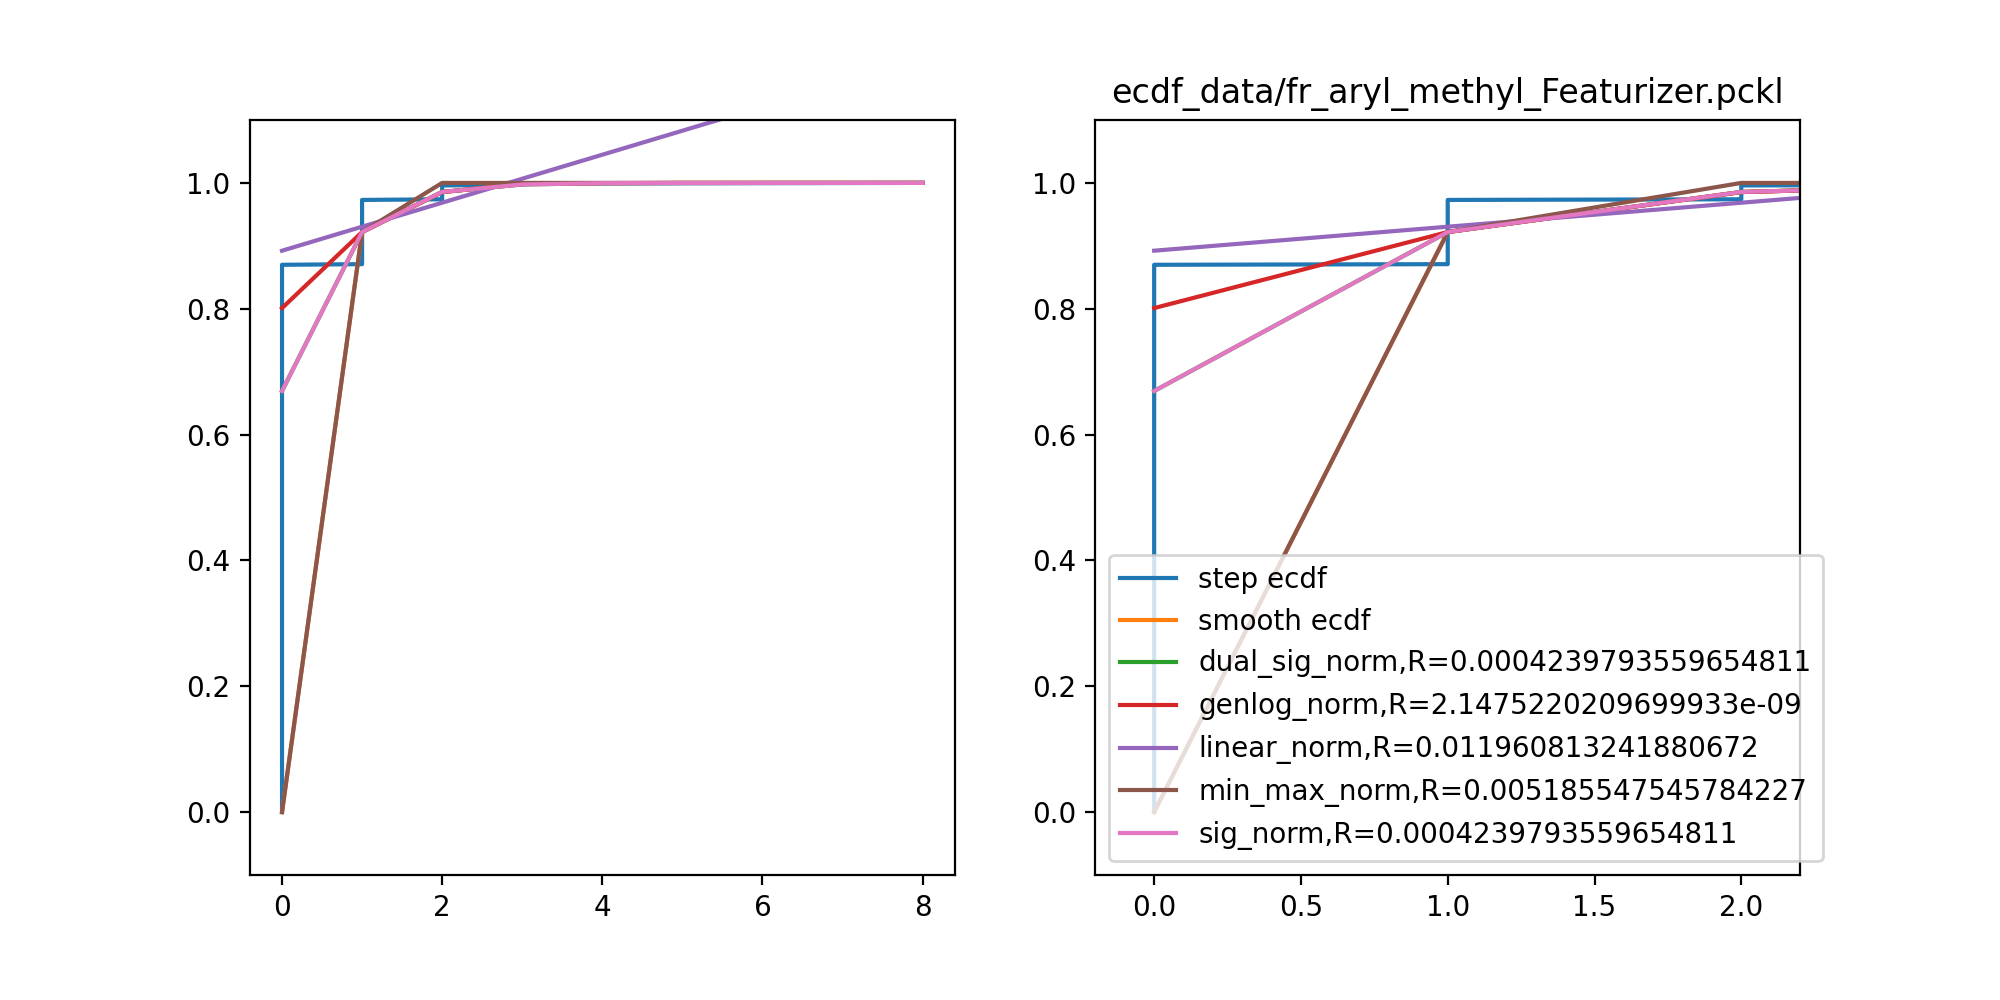 ecdf_data/fr_aryl_methyl_Featurizer.pckl
1.0
0.8
0.6
0.4
0.2
0.0
0 2 4 6 8
1.0
0.8
0.6
0.4
0.2
0.0
step ecdf
smooth ecdf
dual_sig_norm,R=0.0004239793559654811
genlog_norm,R=2.1475220209699933e-09
linear_norm,R=0.011960813241880672
min_max_norm,R=0.005185547545784227
sig_norm,R=0.0004239793559654811
0.0 0.5 1.0 1.5 2.0